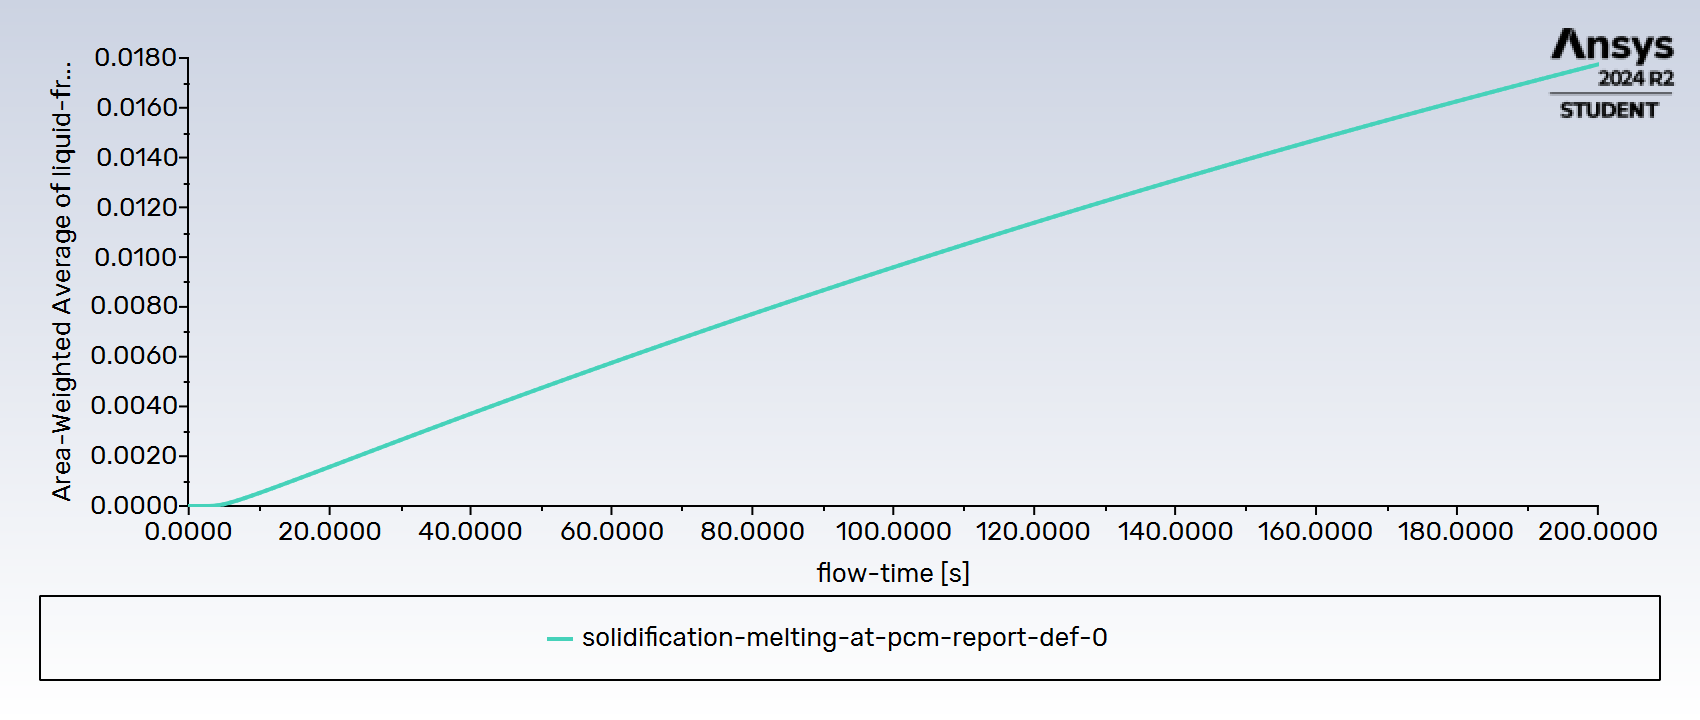 Ansys
2024 R2
STUDENT
Area-Weighted Average of liquid-fr...
0.0180
0.0160
0.0140
0.0120
0.0100
0.0080
0.0060
0.0040
0.0020
0.0000
0.0000 20.0000 40.0000 60.0000 80.0000 100.0000 120.0000 140.0000 160.0000 180.0000 200.0000
flow-time [s]
solidification-melting-at-pcm-report-def-0